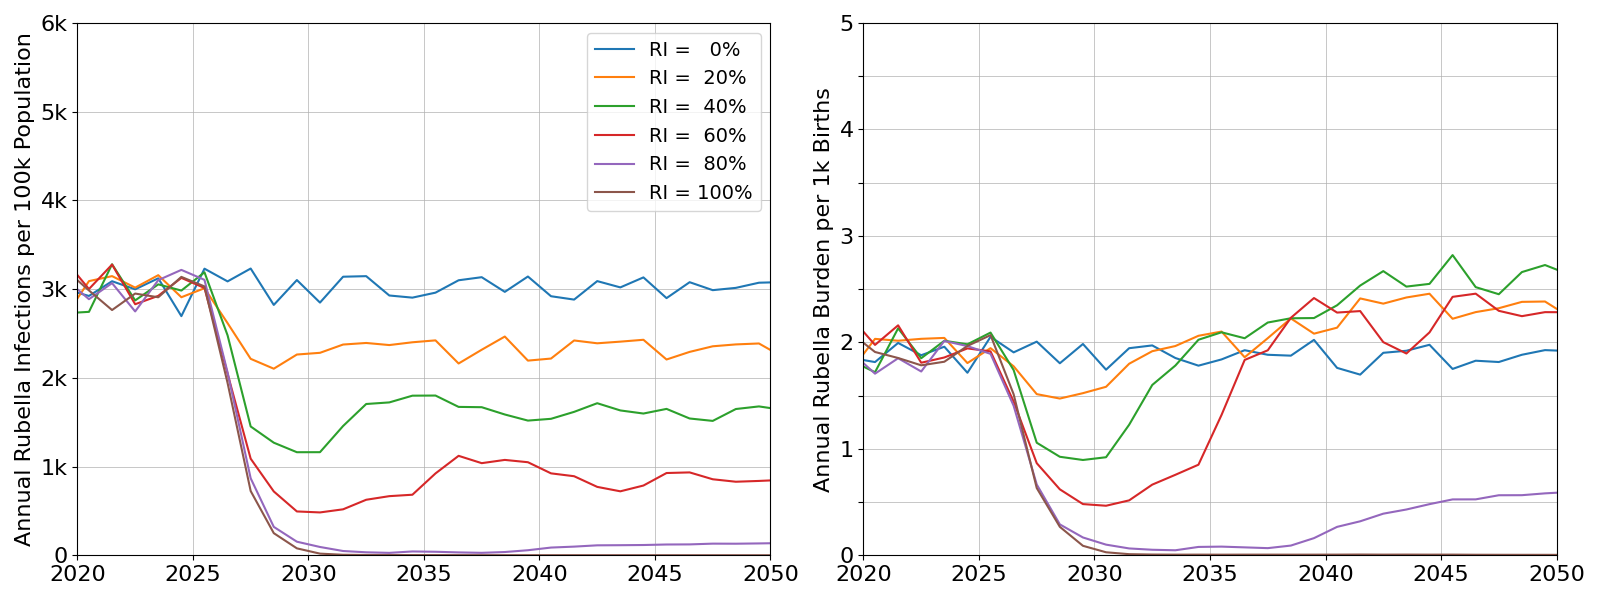 Annual Rubella Infections per 100k Population
6k
5k
4k
3k
2k
1k
0
2020 2025 2030 2035 2040 2045 2050
RI = 0%
RI = 20%
RI = 40%
RI = 60%
RI = 80%
RI = 100%
Annual Rubella Burden per 1k Births
5
4
3
2
1
0
2020 2025 2030 2035 2040 2045 2050